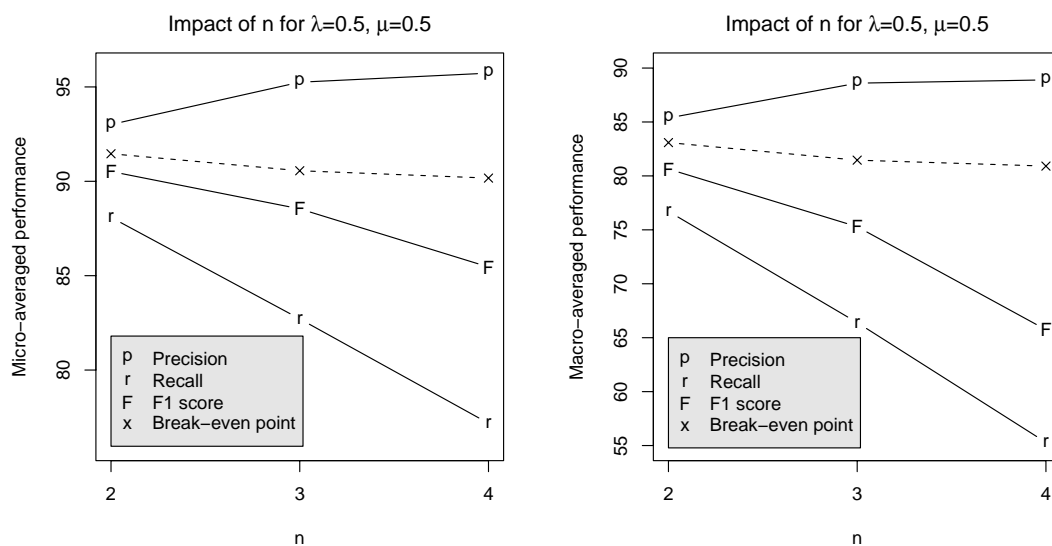 Impact of n for λ=0.5, μ=0.5
Micro−averaged performance
95
90
85
80
p
p
p
F
F
F
r
r
r
p Precision
r Recall
F F1 score
x Break−even point
2 3 4
n
Impact of n for λ=0.5, μ=0.5
Macro−averaged performance
90
85
80
75
70
65
60
55
p
p
p
F
F
F
r
r
r
p Precision
r Recall
F F1 score
x Break−even point
2 3 4
n